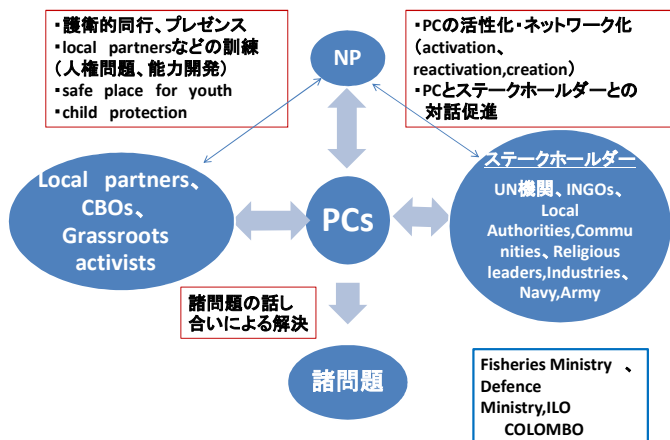 ・護衛的同行、プレゼンス
・local partnersなどの訓練
（人権問題、能力開発）
・safe place for youth
・child protection
NP
・PCの活性化・ネットワーク化
（activation、
reactivation,creation）
・PCとステークホールダーとの
対話促進
Local partners、
CBOs、
Grassroots
activists
PCs
ステークホールダー
UN機関、INGOs、
Local
Authorities,Commu
nities、Religious
leaders,Industries、
Navy,Army
諸問題の話し
合いによる解決
諸問題
Fisheries Ministry 、
Defence
Ministry,ILO
COLOMBO